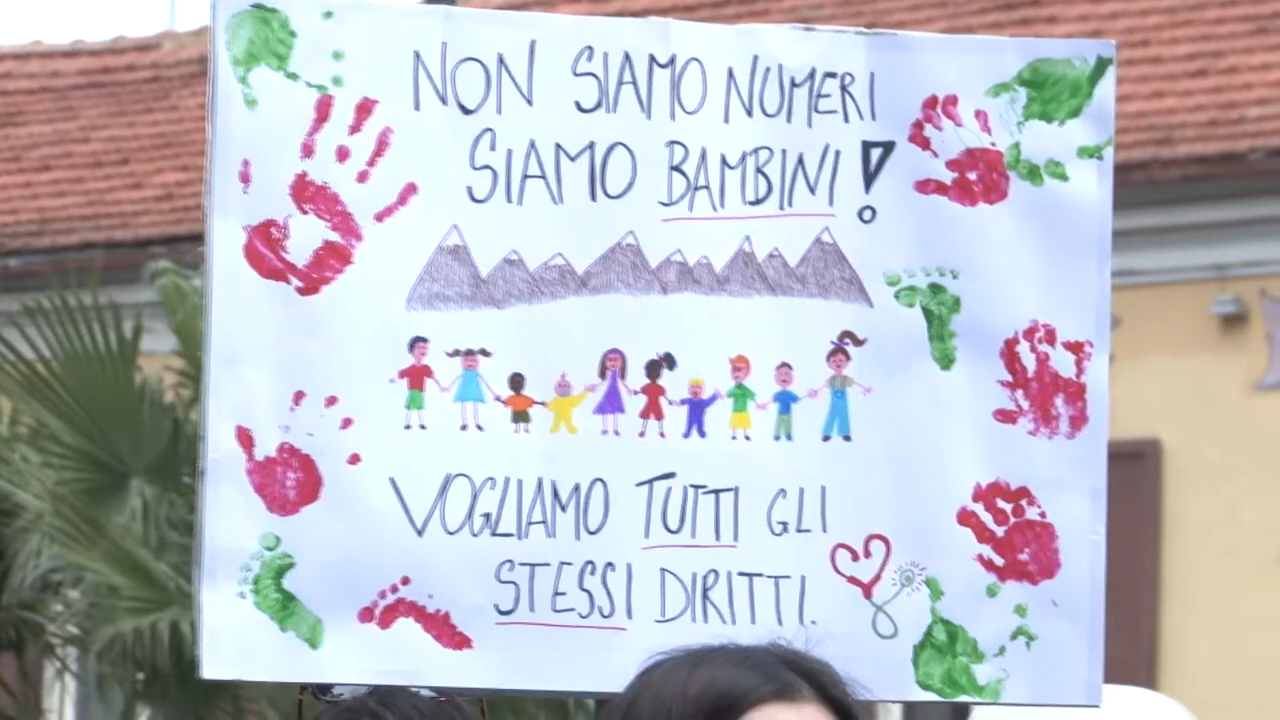 NON SIAMO NUMERI
SIAMO BAMBINI!
VOGLIAMO TUTTI GLI
STESSI DIRITTI.